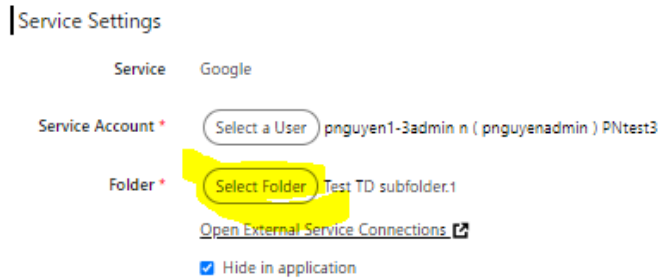 Service Settings
Service Google
Service Account * Select a User pnguyen1-3admin n ( pnguyenadmin ) PNtest3
Folder * Select Folder Test TD subfolder.1
Open External Service Connections
Hide in application